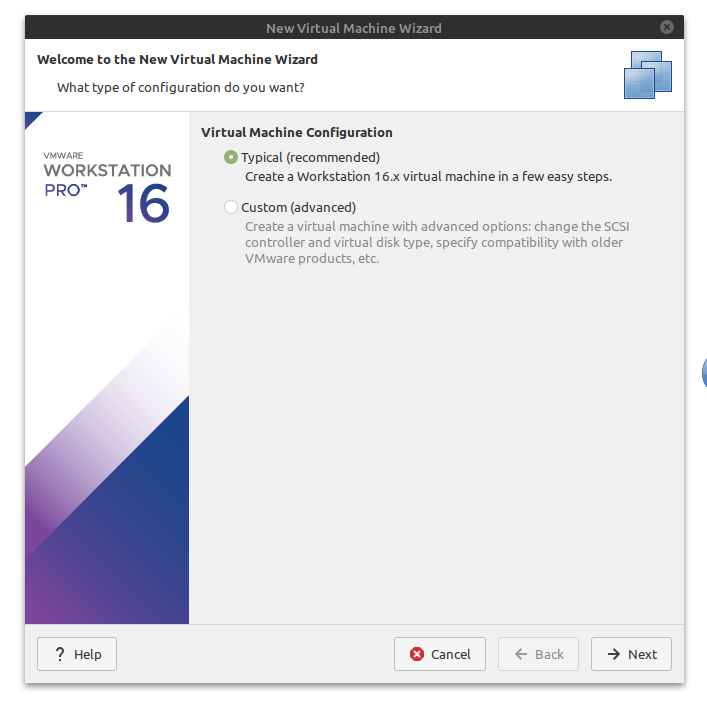 New Virtual Machine Wizard
Welcome to the New Virtual Machine Wizard
What type of configuration do you want?
VMWARE
WORKSTATION
PRO™ 16
Virtual Machine Configuration
Typical (recommended)
Create a Workstation 16.x virtual machine in a few easy steps.
Custom (advanced)
Create a virtual machine with advanced options: change the SCSI
controller and virtual disk type, specify compatibility with older
VMware products, etc.
? Help
Cancel
Back
Next